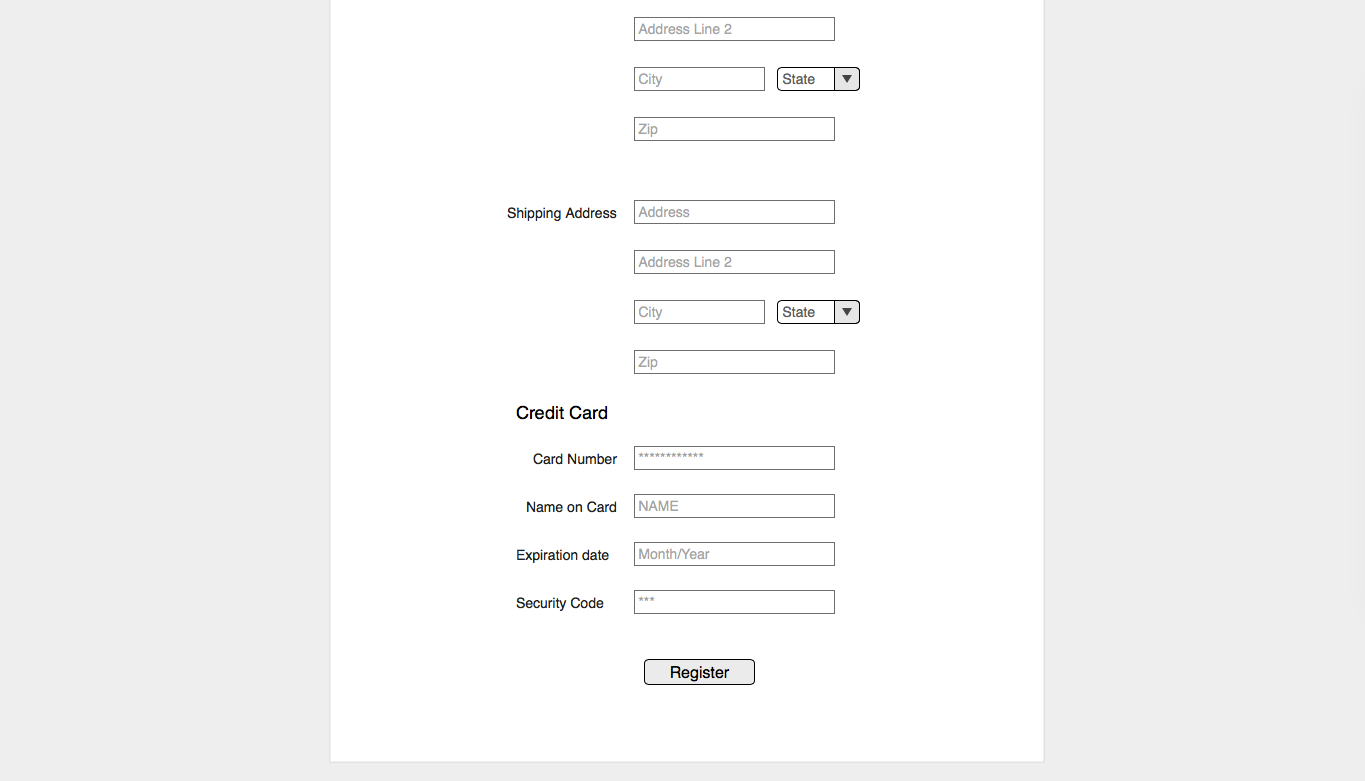 Address Line 2
City State
Zip
Shipping Address Address
Address Line 2
City State
Zip
Credit Card
Card Number ************
Name on Card NAME
Expiration date Month/Year
Security Code ***
Register